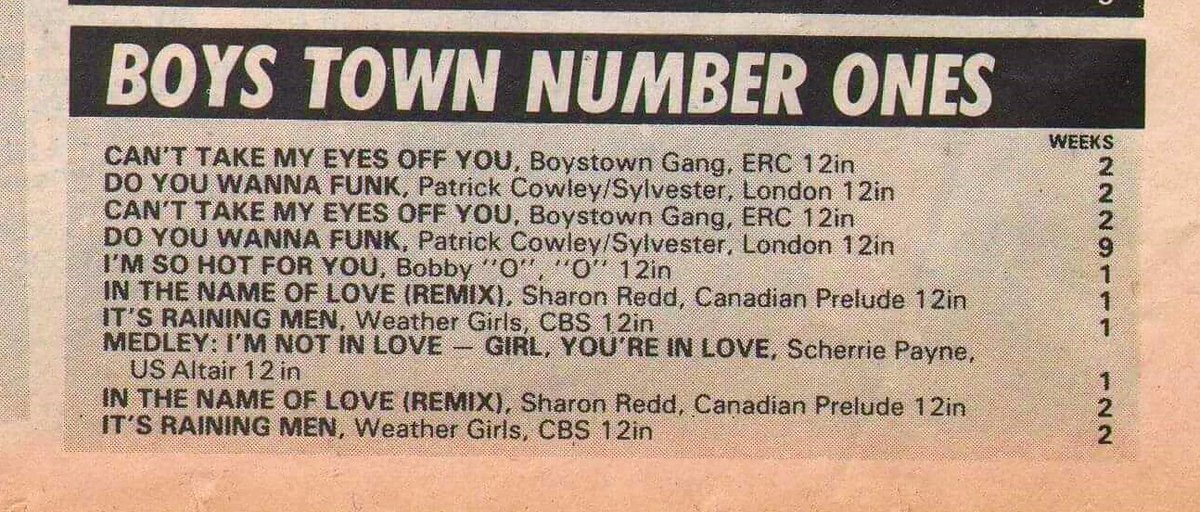 BOYS TOWN NUMBER ONES
WEEKS
CAN'T TAKE MY EYES OFF YOU, Boystown Gang, ERC 12in 2
DO YOU WANNA FUNK, Patrick Cowley/Sylvester, London 12in 2
CAN'T TAKE MY EYES OFF YOU, Boystown Gang, ERC 12in 2
DO YOU WANNA FUNK, Patrick Cowley/Sylvester, London 12in 9
I'M SO HOT FOR YOU, Bobby "O", "O" 12in 1
IN THE NAME OF LOVE (REMIX), Sharon Redd, Canadian Prelude 12in 1
IT'S RAINING MEN, Weather Girls, CBS 12in 1
MEDLEY: I'M NOT IN LOVE — GIRL, YOU'RE IN LOVE, Scherrie Payne,
US Altair 12 in 1
IN THE NAME OF LOVE (REMIX), Sharon Redd, Canadian Prelude 12in 2
IT'S RAINING MEN, Weather Girls, CBS 12in 2